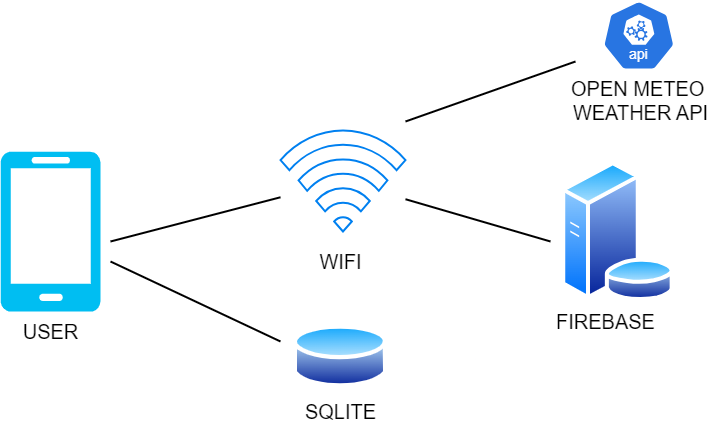 api
OPEN METEO
WEATHER API
WIFI
USER
FIREBASE
SQLITE